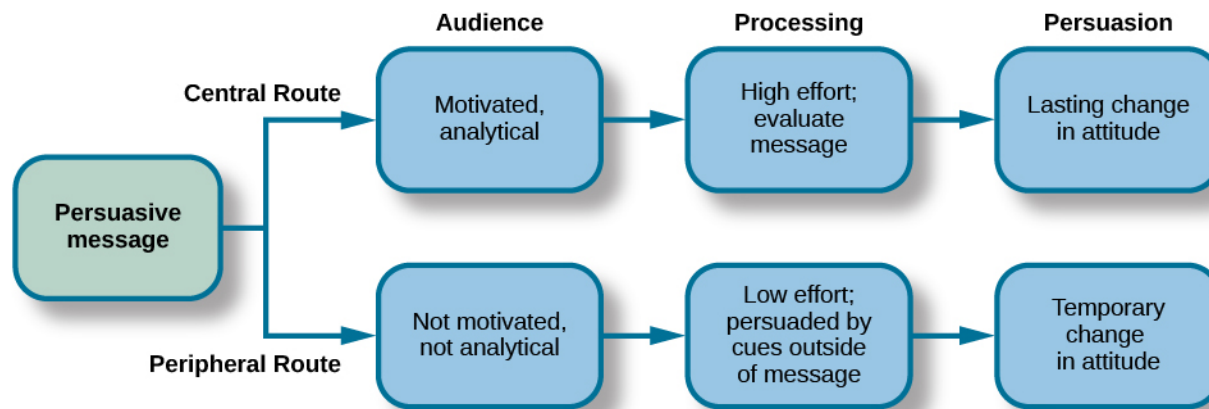 Audience
Processing
Persuasion
Central Route
Motivated,
analytical
High effort;
evaluate
message
Lasting change
in attitude
Persuasive
message
Peripheral Route
Not motivated,
not analytical
Low effort;
persuaded by
cues outside
of message
Temporary
change
in attitude